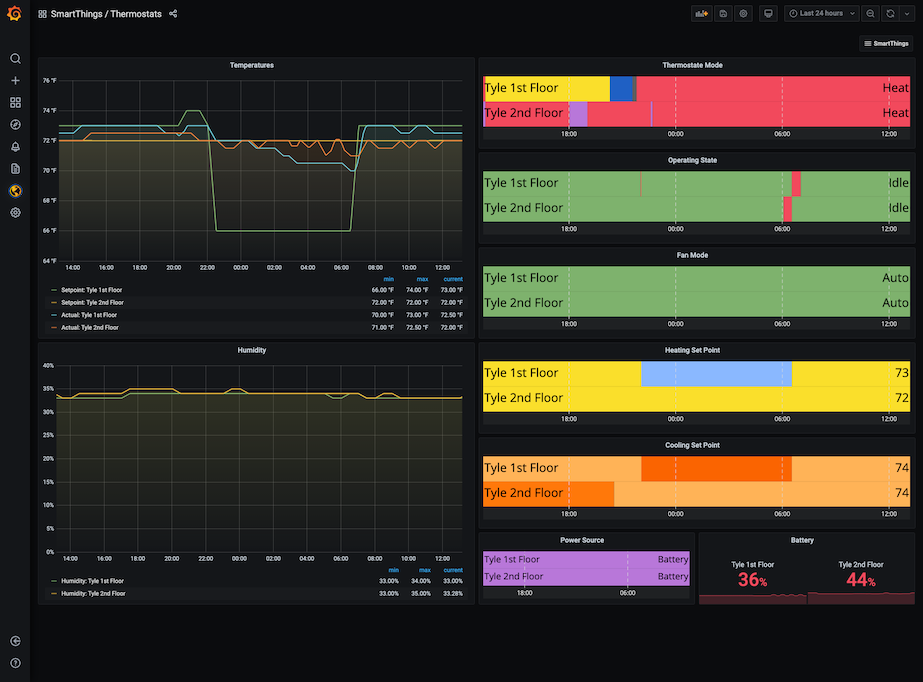 SmartThings / Thermostats
Last 24 hours
SmartThings
Temperatures
76 °F
74 °F
72 °F
70 °F
68 °F
66 °F
64 °F
14:00 16:00 18:00 20:00 22:00 00:00 02:00 04:00 06:00 08:00 10:00 12:00
min max current
Setpoint: Tyle 1st Floor 66.00 °F 74.00 °F 73.00 °F
Setpoint: Tyle 2nd Floor 72.00 °F 72.00 °F 72.00 °F
Actual: Tyle 1st Floor 70.00 °F 73.00 °F 72.50 °F
Actual: Tyle 2nd Floor 71.00 °F 72.50 °F 72.00 °F
Humidity
40%
35%
30%
25%
20%
15%
10%
5%
0%
14:00 16:00 18:00 20:00 22:00 00:00 02:00 04:00 06:00 08:00 10:00 12:00
min max current
Humidity: Tyle 1st Floor 33.00% 34.00% 33.00%
Humidity: Tyle 2nd Floor 33.00% 35.00% 33.28%
Thermostate Mode
Tyle 1st Floor Heat
Tyle 2nd Floor Heat
18:00 00:00 06:00 12:00
Operating State
Tyle 1st Floor Idle
Tyle 2nd Floor Idle
18:00 00:00 06:00 12:00
Fan Mode
Tyle 1st Floor Auto
Tyle 2nd Floor Auto
18:00 00:00 06:00 12:00
Heating Set Point
Tyle 1st Floor 73
Tyle 2nd Floor 72
18:00 00:00 06:00 12:00
Cooling Set Point
Tyle 1st Floor 74
Tyle 2nd Floor 74
18:00 00:00 06:00 12:00
Power Source
Tyle 1st Floor Battery
Tyle 2nd Floor Battery
18:00 06:00
Battery
Tyle 1st Floor Tyle 2nd Floor
36% 44%